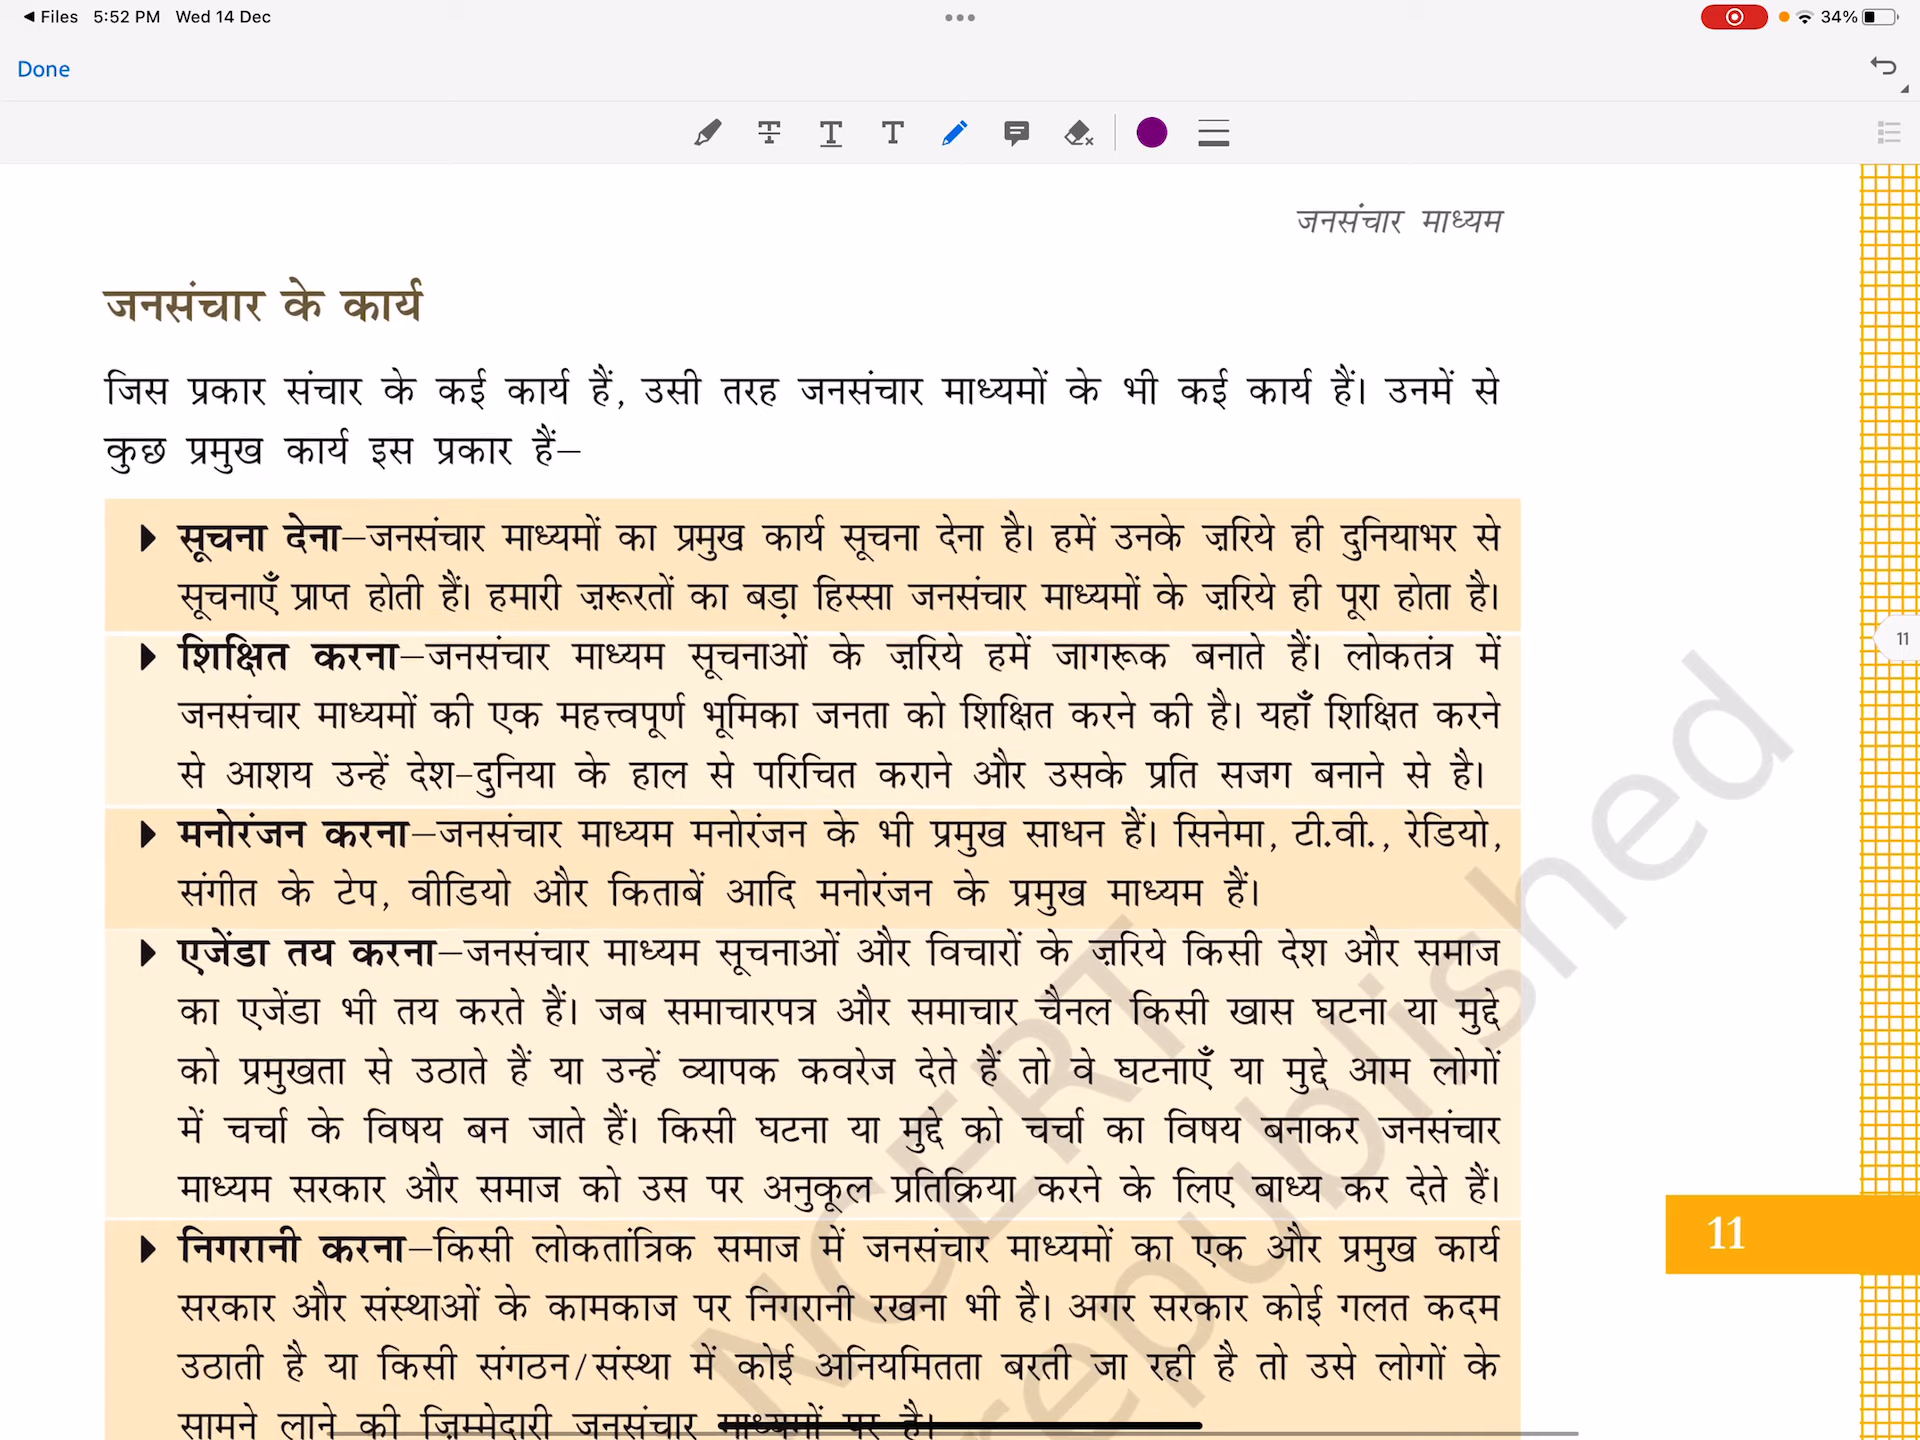 Files 5:52 PM Wed 14 Dec
34%
Done
जनसंचार माध्यम
जनसंचार के कार्य
जिस प्रकार संचार के कई कार्य हैं, उसी तरह जनसंचार माध्यमों के भी कई कार्य हैं। उनमें से
कुछ प्रमुख कार्य इस प्रकार हैं–
सूचना देना–जनसंचार माध्यमों का प्रमुख कार्य सूचना देना है। हमें उनके ज़रिये ही दुनियाभर से
सूचनाएँ प्राप्त होती हैं। हमारी ज़रूरतों का बड़ा हिस्सा जनसंचार माध्यमों के ज़रिये ही पूरा होता है।
शिक्षित करना–जनसंचार माध्यम सूचनाओं के ज़रिये हमें जागरूक बनाते हैं। लोकतंत्र में
जनसंचार माध्यमों की एक महत्त्वपूर्ण भूमिका जनता को शिक्षित करने की है। यहाँ शिक्षित करने
से आशय उन्हें देश-दुनिया के हाल से परिचित कराने और उसके प्रति सजग बनाने से है।
11
मनोरंजन करना–जनसंचार माध्यम मनोरंजन के भी प्रमुख साधन हैं। सिनेमा, टी.वी., रेडियो,
संगीत के टेप, वीडियो और किताबें आदि मनोरंजन के प्रमुख माध्यम हैं।
एजेंडा तय करना–जनसंचार माध्यम सूचनाओं और विचारों के ज़रिये किसी देश और समाज
का एजेंडा भी तय करते हैं। जब समाचारपत्र और समाचार चैनल किसी खास घटना या मुद्दे
को प्रमुखता से उठाते हैं या उन्हें व्यापक कवरेज देते हैं तो वे घटनाएँ या मुद्दे आम लोगों
में चर्चा के विषय बन जाते हैं। किसी घटना या मुद्दे को चर्चा का विषय बनाकर जनसंचार
माध्यम सरकार और समाज को उस पर अनुकूल प्रतिक्रिया करने के लिए बाध्य कर देते हैं।
निगरानी करना–किसी लोकतांत्रिक समाज में जनसंचार माध्यमों का एक और प्रमुख कार्य
सरकार और संस्थाओं के कामकाज पर निगरानी रखना भी है। अगर सरकार कोई गलत कदम
उठाती है या किसी संगठन/संस्था में कोई अनियमितता बरती जा रही है तो उसे लोगों के
सामने लाने की ज़िम्मेदारी जनसंचार माध्यमों पर है।
11
NCERT
republished